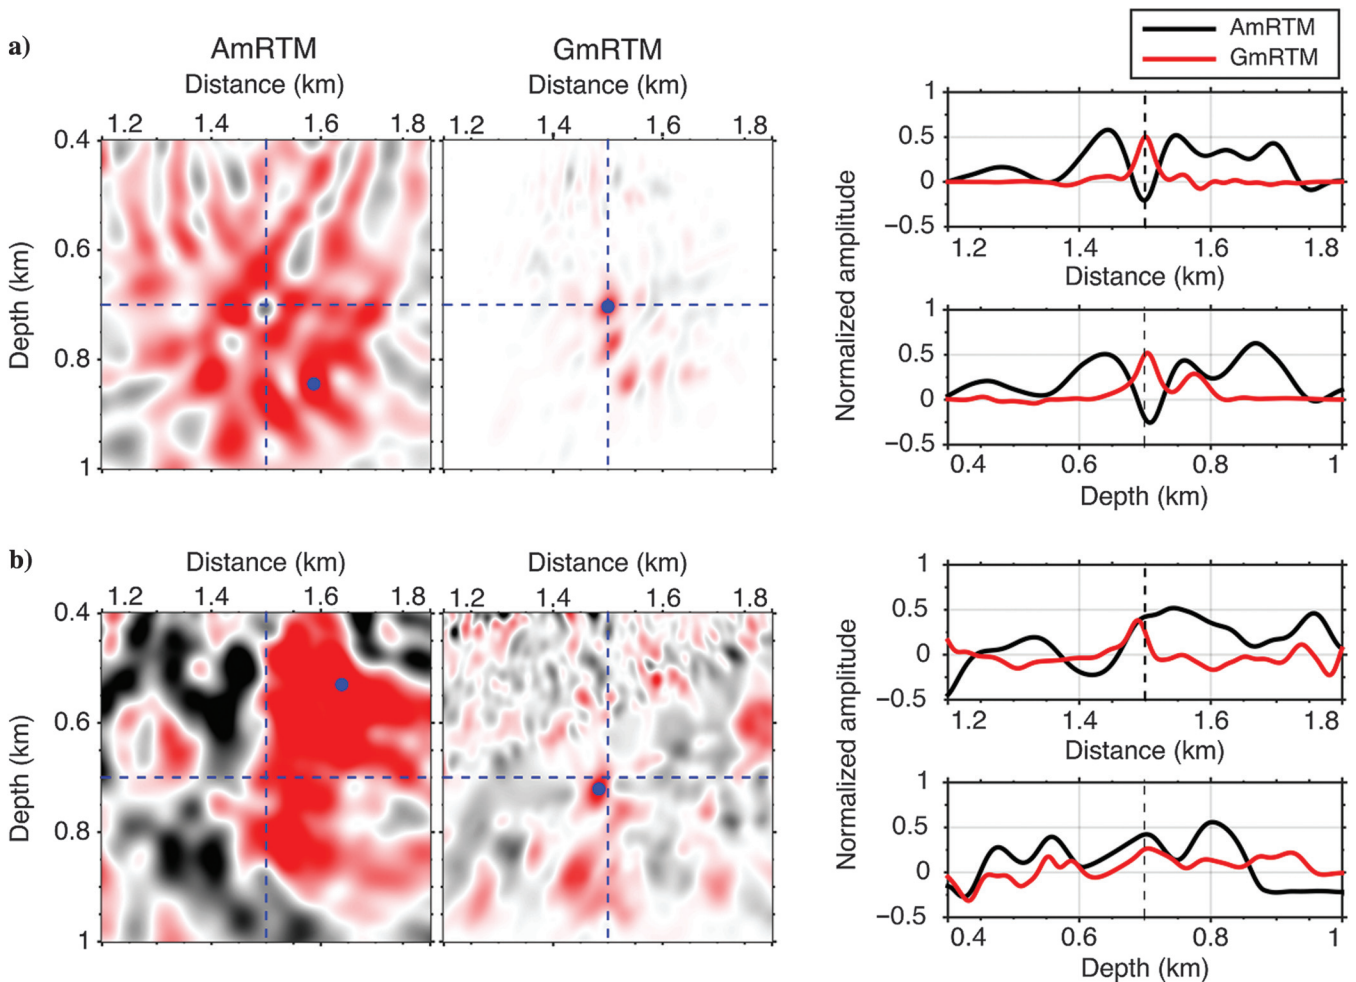 a)
AmRTM
GmRTM
Distance (km)
Distance (km)
1.2 1.4 1.6 1.8
1.2 1.4 1.6 1.8
0.4
0.6
0.8
1
Depth (km)
AmRTM
GmRTM
Normalized amplitude
1
0.5
0
−0.5
1.2 1.4 1.6 1.8
Distance (km)
1
0.5
0
−0.5
0.4 0.6 0.8 1
Depth (km)
b)
Distance (km)
Distance (km)
1.2 1.4 1.6 1.8
1.2 1.4 1.6 1.8
0.4
0.6
0.8
1
Depth (km)
Normalized amplitude
1
0.5
0
−0.5
1.2 1.4 1.6 1.8
Distance (km)
1
0.5
0
−0.5
0.4 0.6 0.8 1
Depth (km)